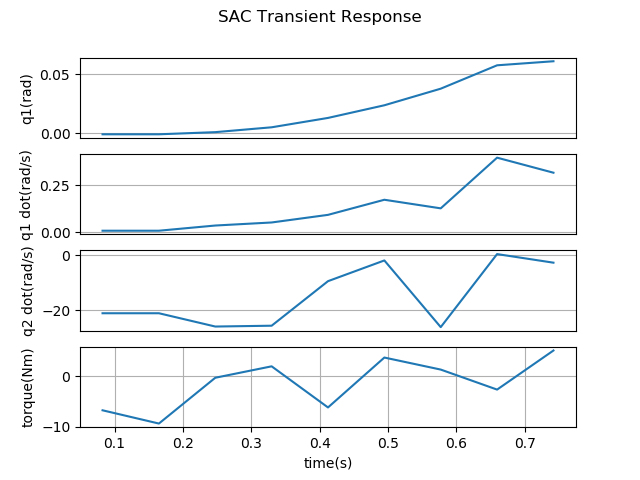 SAC Transient Response
q1(rad)
0.05
0.00
q1 dot(rad/s)
0.25
0.00
q2 dot(rad/s)
0
−20
torque(Nm)
0
−10
0.1 0.2 0.3 0.4 0.5 0.6 0.7
time(s)